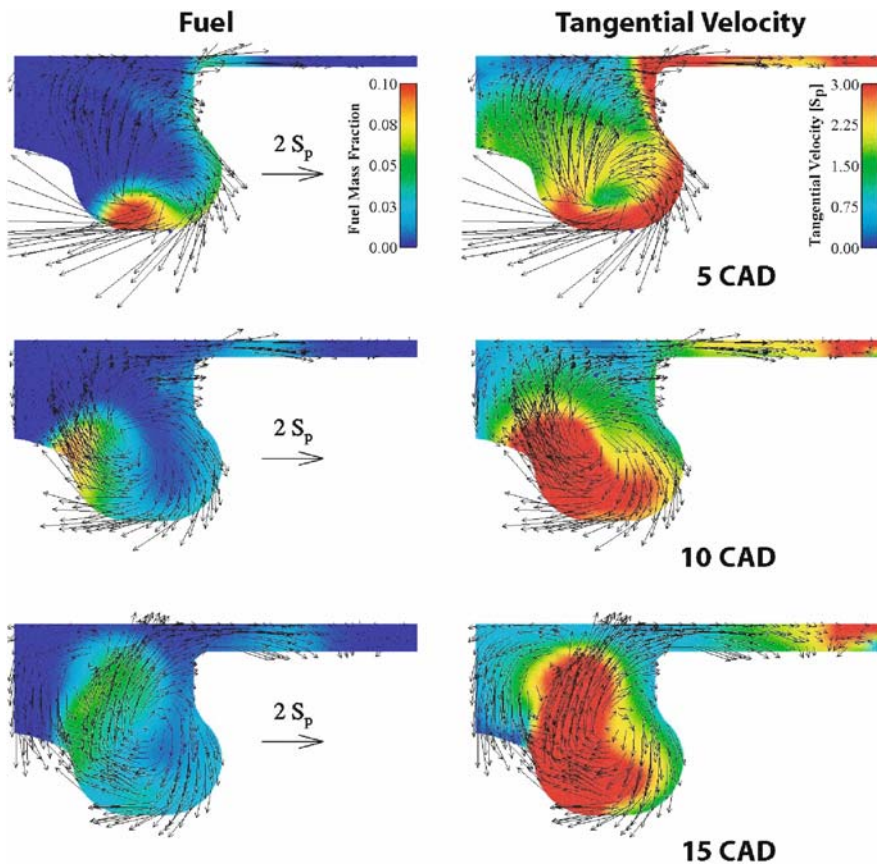 Fuel
Tangential Velocity
0.10
0.08
0.05
0.03
0.00
Fuel Mass Fraction
2 Sp
3.00
2.25
1.50
0.75
0.00
Tangential Velocity [Sp]
5 CAD
2 Sp
10 CAD
2 Sp
15 CAD